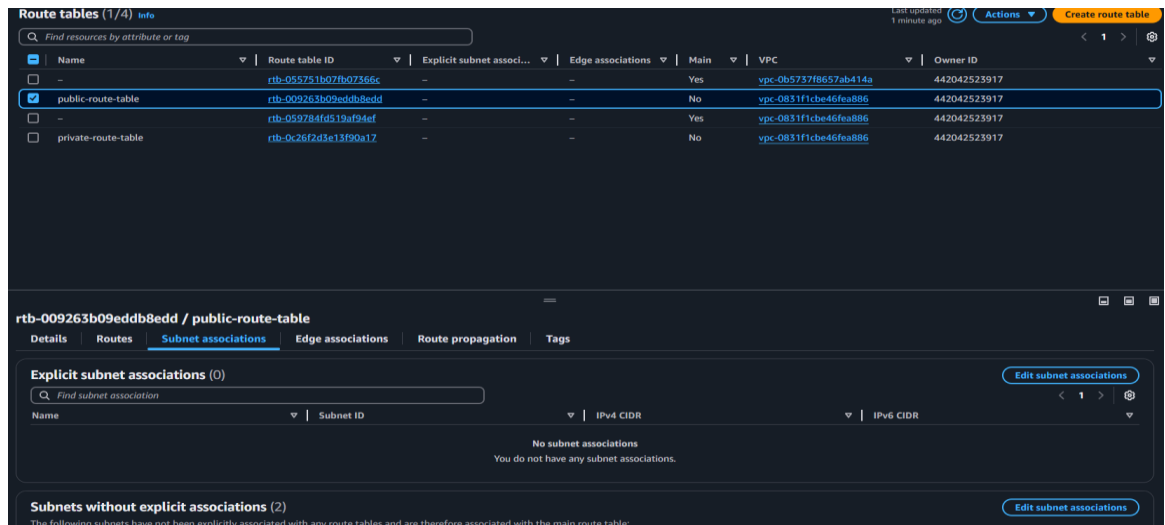 Route tables (1/4) Info
Last updated
1 minute ago
Actions
Create route table
Find resources by attribute or tag
1
Name Route table ID Explicit subnet associ... Edge associations Main VPC Owner ID
– rtb-055751b07fb07366c – – Yes vpc-0b5737f8657ab414a 442042523917
public-route-table rtb-009263b09eddb8edd – – No vpc-0831f1cbe46fea886 442042523917
– rtb-059784fd519af94ef – – Yes vpc-0831f1cbe46fea886 442042523917
private-route-table rtb-0c26f2d3e13f90a17 – – No vpc-0831f1cbe46fea886 442042523917
rtb-009263b09eddb8edd / public-route-table
Details Routes Subnet associations Edge associations Route propagation Tags
Explicit subnet associations (0)
Edit subnet associations
Find subnet association
1
Name Subnet ID IPv4 CIDR IPv6 CIDR
No subnet associations
You do not have any subnet associations.
Subnets without explicit associations (2)
Edit subnet associations
The following subnets have not been explicitly associated with any route tables and are therefore associated with the main route table: